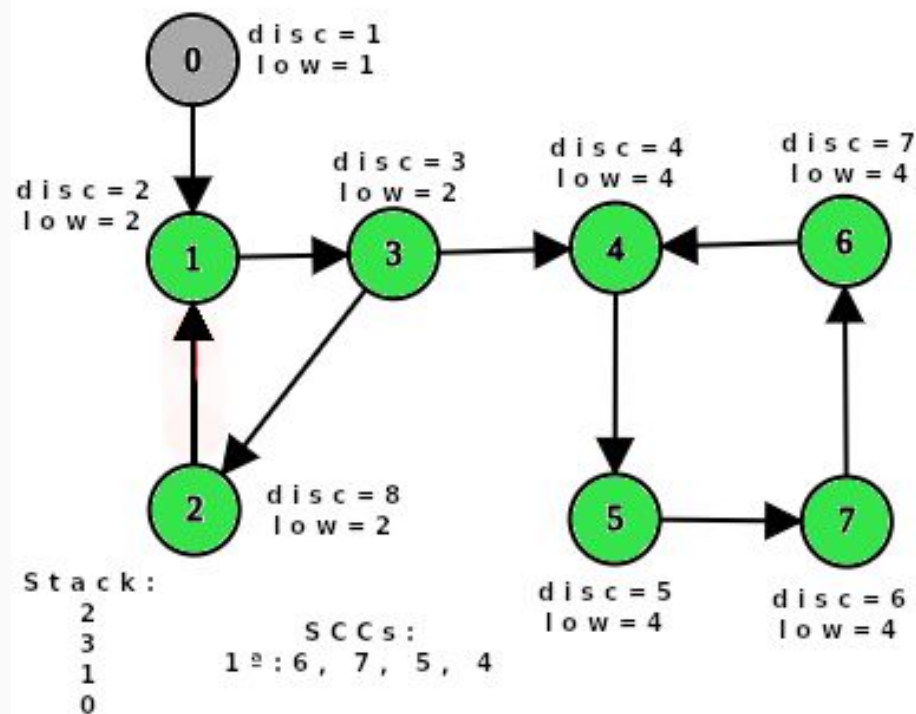 0
disc=1
low=1
disc=2
low=2
1
disc=3
low=2
3
disc=4
low=4
4
disc=7
low=4
6
2
disc=8
low=2
5
disc=5
low=4
7
disc=6
low=4
Stack:
2
3
1
0
SCCs:
1ª:6, 7, 5, 4